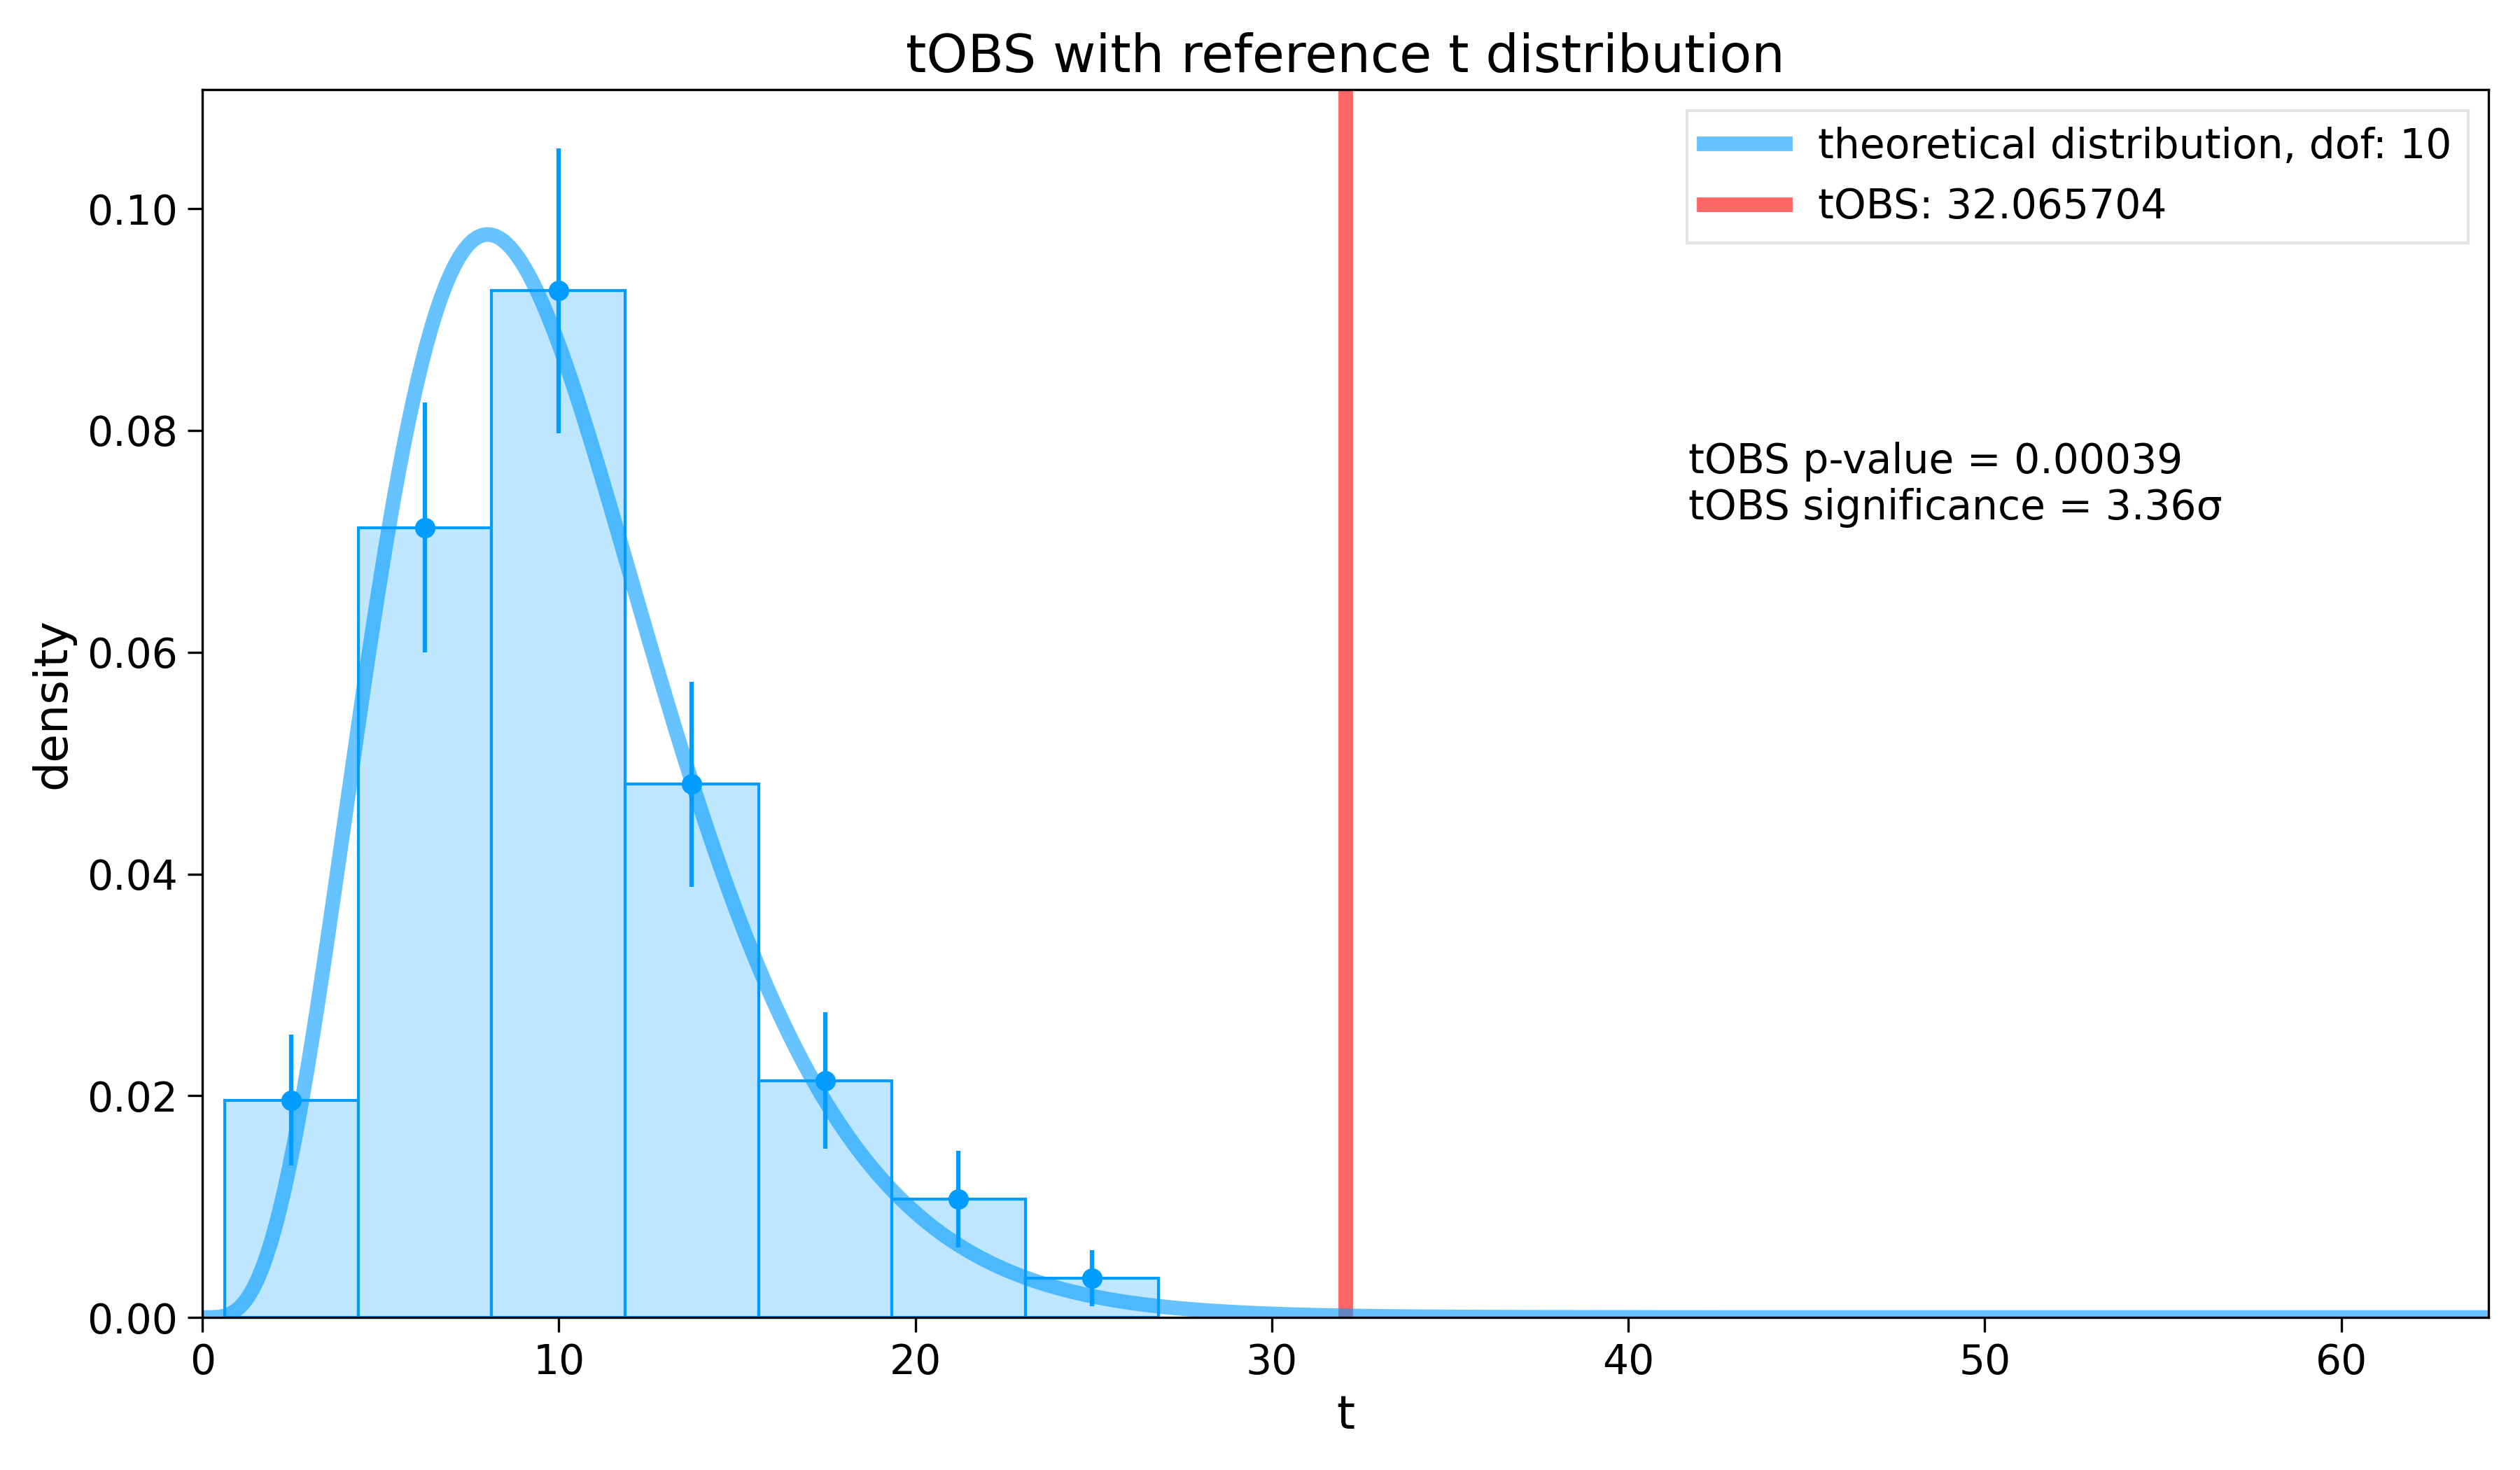 tOBS with reference t distribution
theoretical distribution, dof: 10
tOBS: 32.065704
tOBS p-value = 0.00039
tOBS significance = 3.36σ
density
0.10
0.08
0.06
0.04
0.02
0.00
0 10 20 30 40 50 60
t